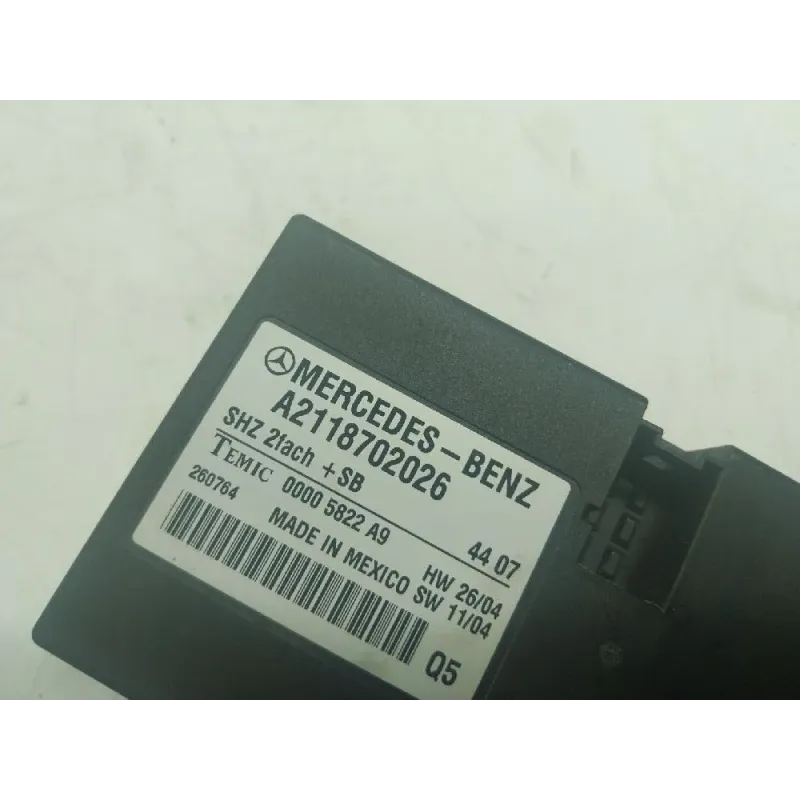 MERCEDES-BENZ
A2118702026
SHZ 2fach + SB
TEMIC 0000 5822 A9 44 07
260764 MADE IN MEXICO HW 26/04
SW 11/04
Q5